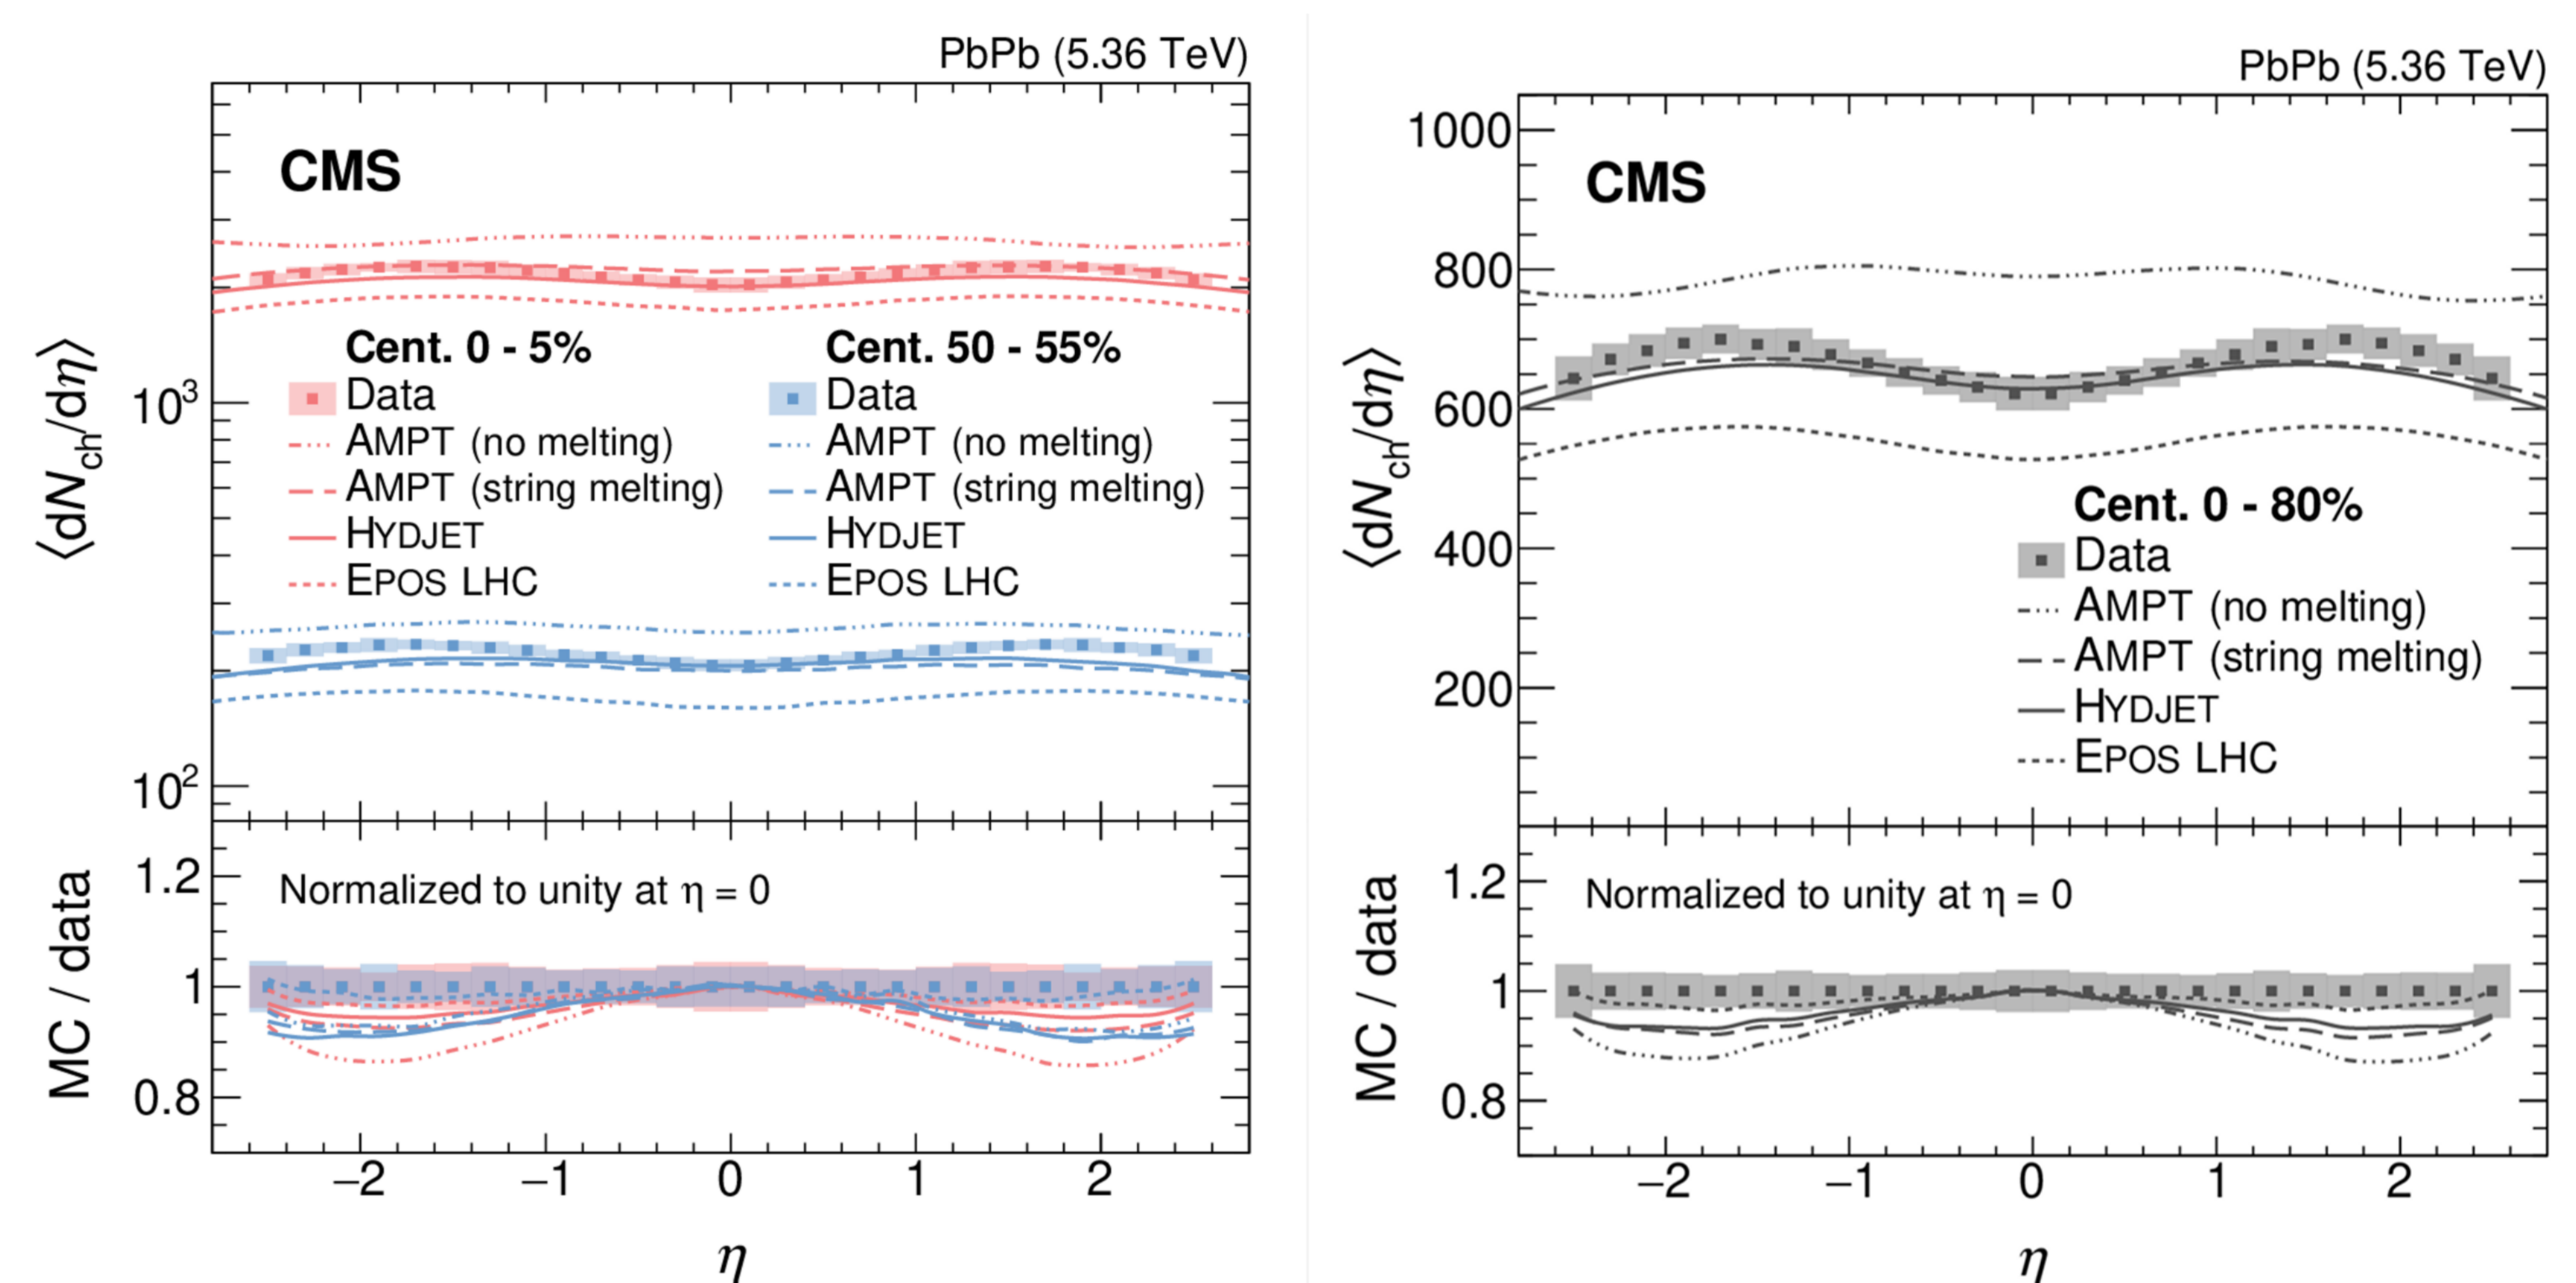 PbPb (5.36 TeV)
CMS
⟨dN_ch/dη⟩
10³
10²
Cent. 0 - 5%
Data
AMPT (no melting)
AMPT (string melting)
HYDJET
EPOS LHC
Cent. 50 - 55%
Data
AMPT (no melting)
AMPT (string melting)
HYDJET
EPOS LHC
MC / data
1.2
1
0.8
Normalized to unity at η = 0
−2 −1 0 1 2
η
PbPb (5.36 TeV)
CMS
⟨dN_ch/dη⟩
1000
800
600
400
200
Cent. 0 - 80%
Data
AMPT (no melting)
AMPT (string melting)
HYDJET
EPOS LHC
MC / data
1.2
1
0.8
Normalized to unity at η = 0
−2 −1 0 1 2
η